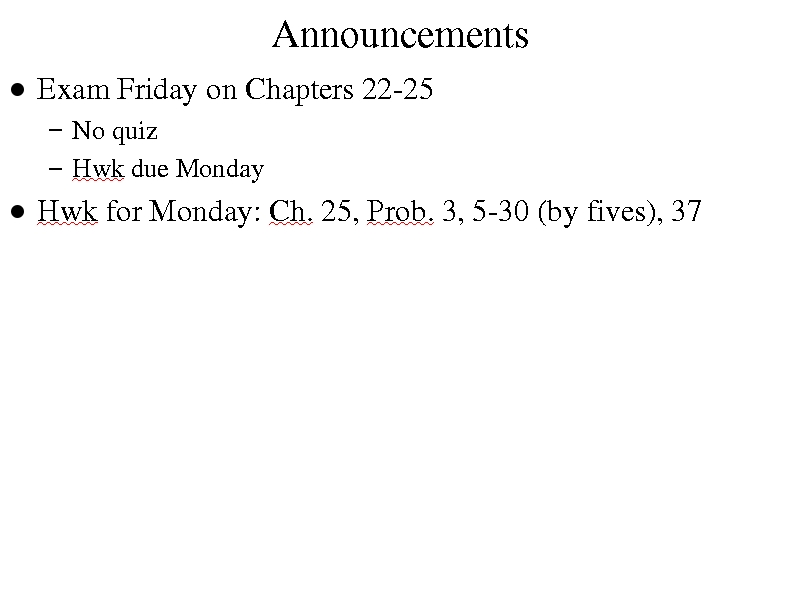 Announcements
● Exam Friday on Chapters 22-25
– No quiz
– Hwk due Monday
● Hwk for Monday: Ch. 25, Prob. 3, 5-30 (by fives), 37